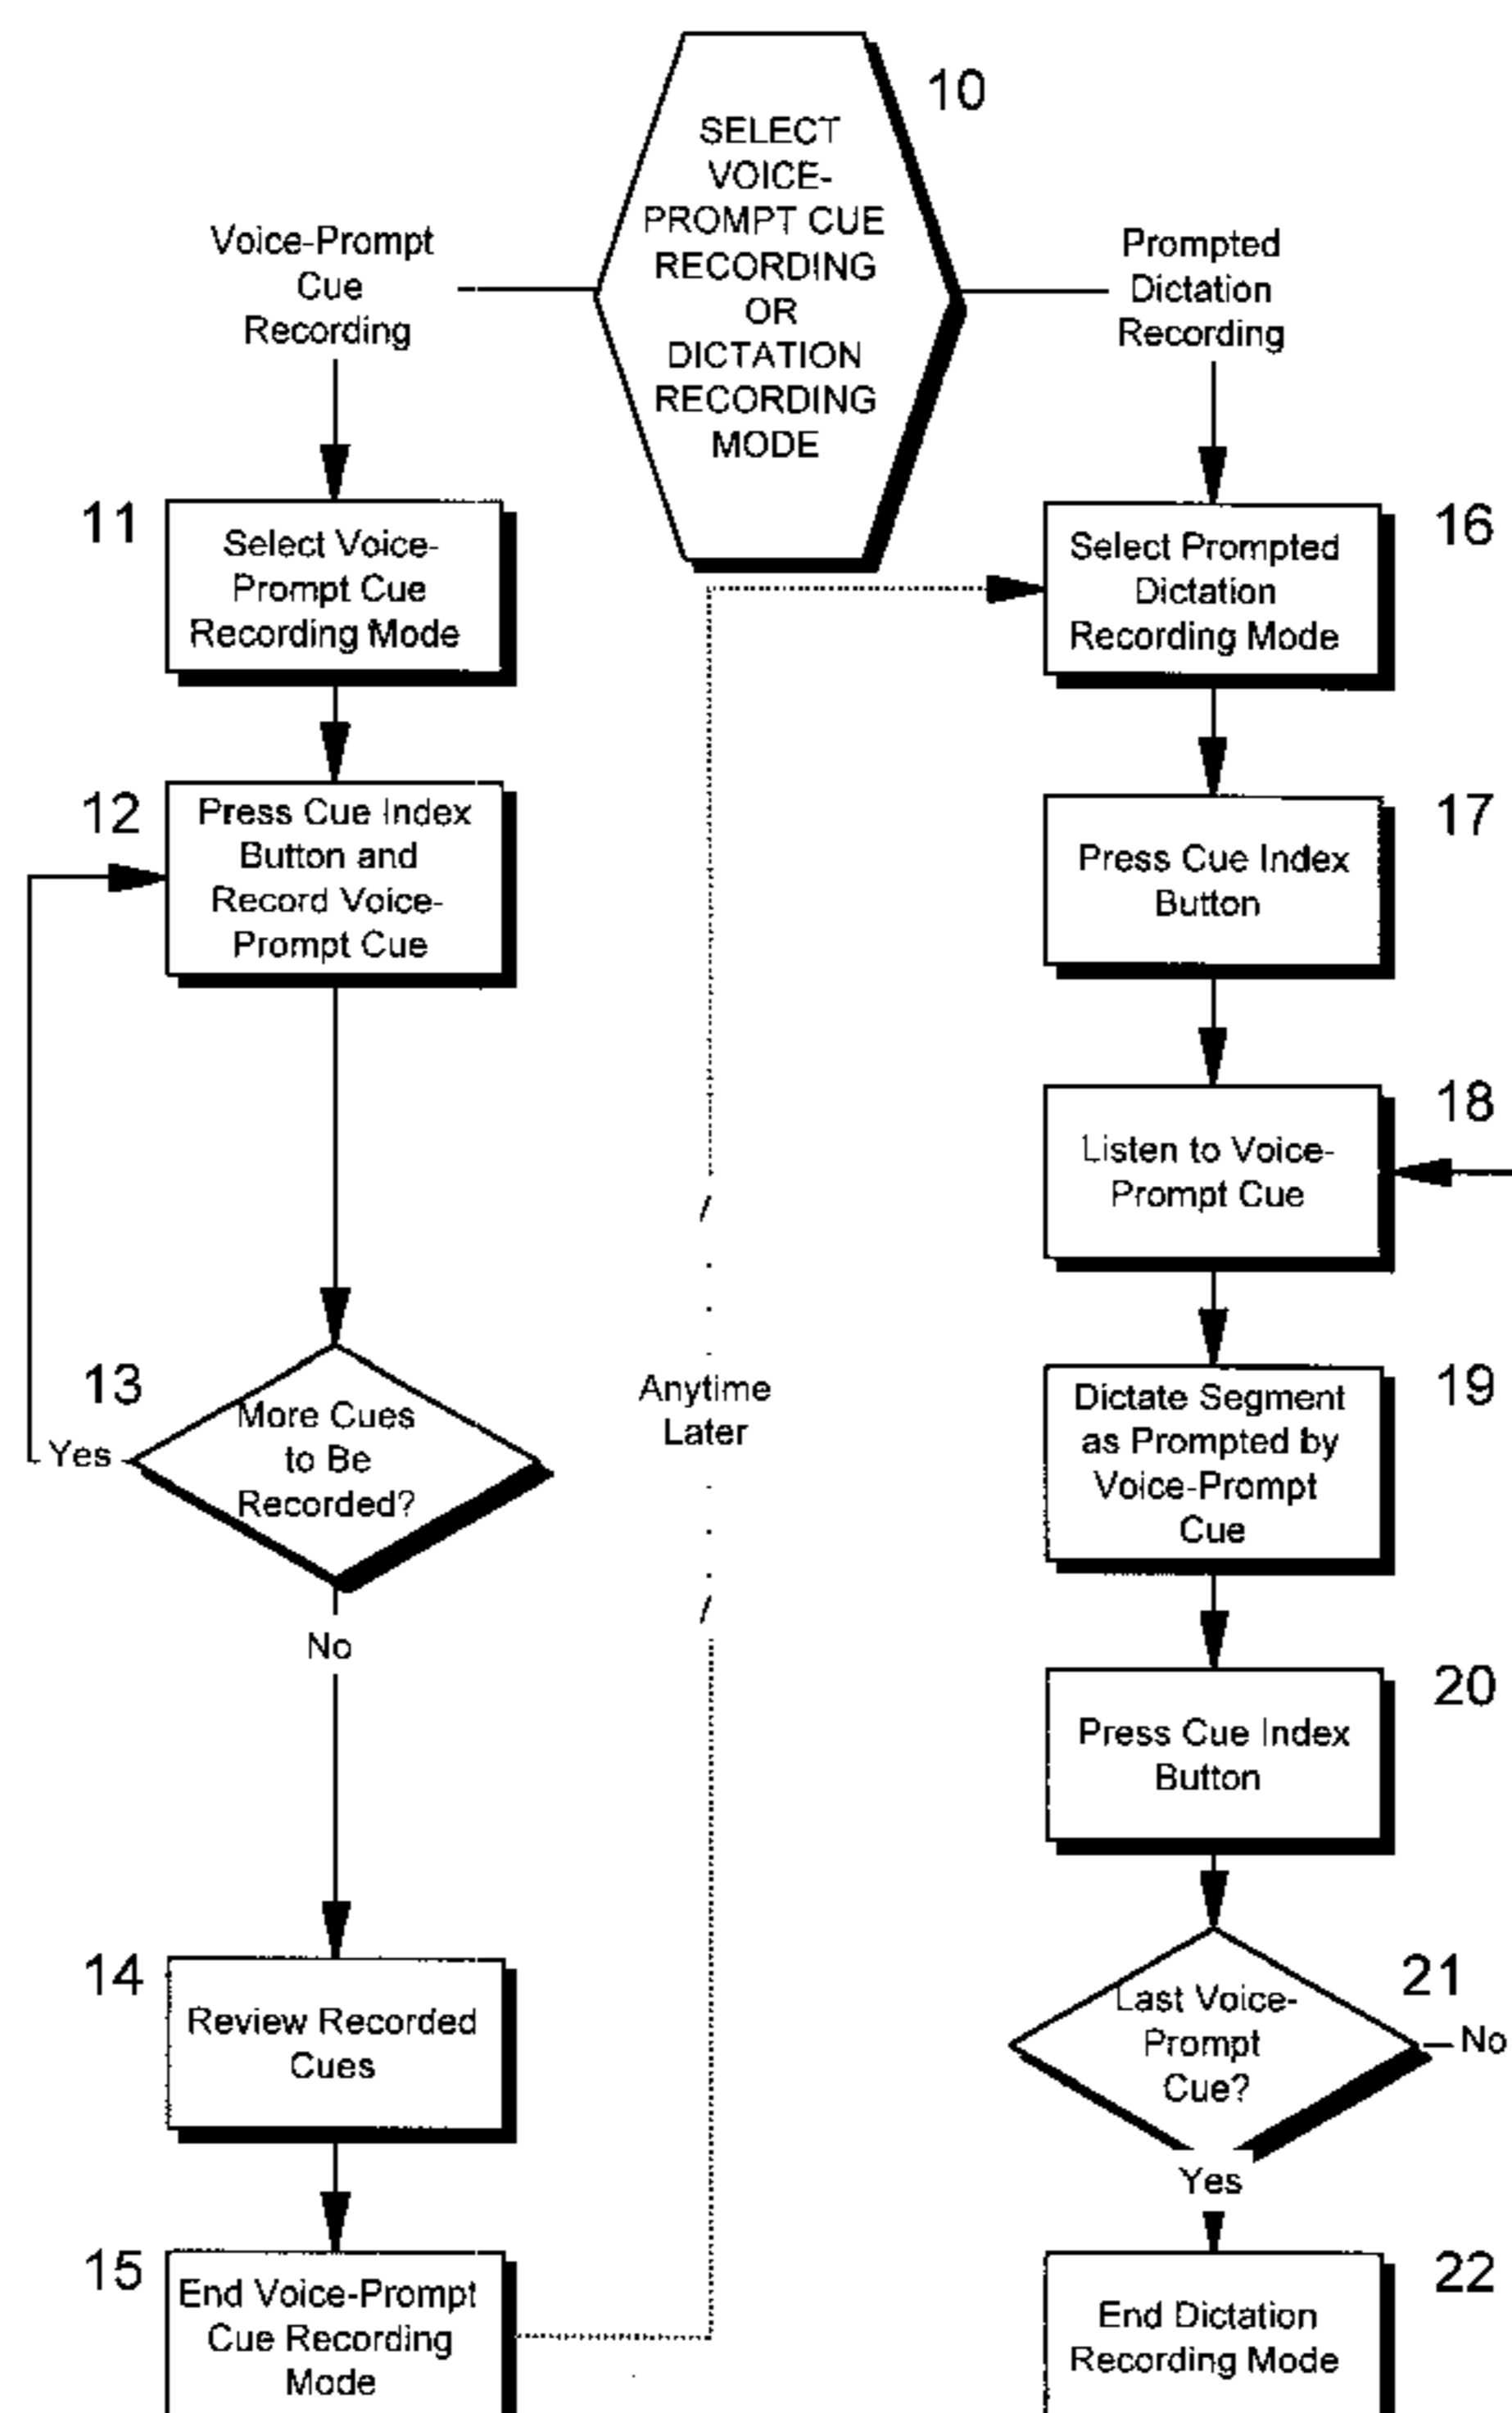 10
SELECT
VOICE-
PROMPT CUE
RECORDING
OR
DICTATION
RECORDING
MODE
Voice-Prompt
Cue
Recording
11
Select Voice-
Prompt Cue
Recording Mode
12
Press Cue Index
Button and
Record Voice-
Prompt Cue
13
More Cues
to Be
Recorded?
Yes
No
14
Review Recorded
Cues
15
End Voice-Prompt
Cue Recording
Mode
Anytime
Later
Prompted
Dictation
Recording
16
Select Prompted
Dictation
Recording Mode
17
Press Cue Index
Button
18
Listen to Voice-
Prompt Cue
19
Dictate Segment
as Prompted by
Voice-Prompt
Cue
20
Press Cue Index
Button
21
Last Voice-
Prompt
Cue?
No
Yes
22
End Dictation
Recording Mode